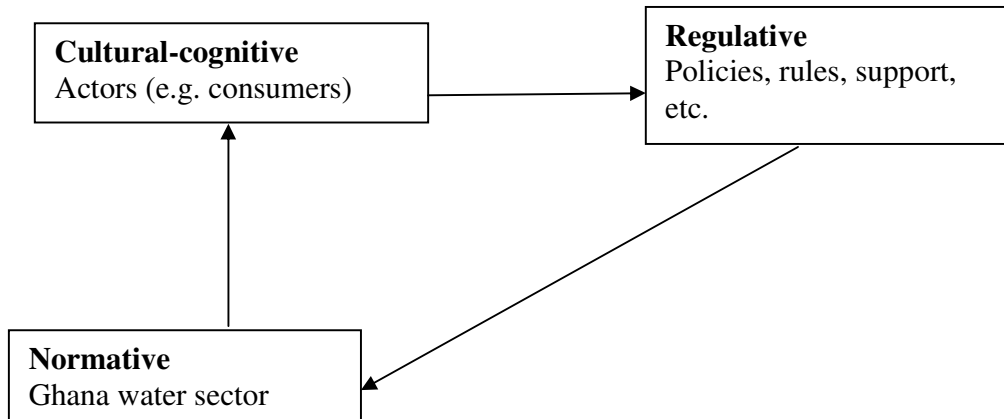 Cultural-cognitive
Actors (e.g. consumers)
Regulative
Policies, rules, support,
etc.
Normative
Ghana water sector